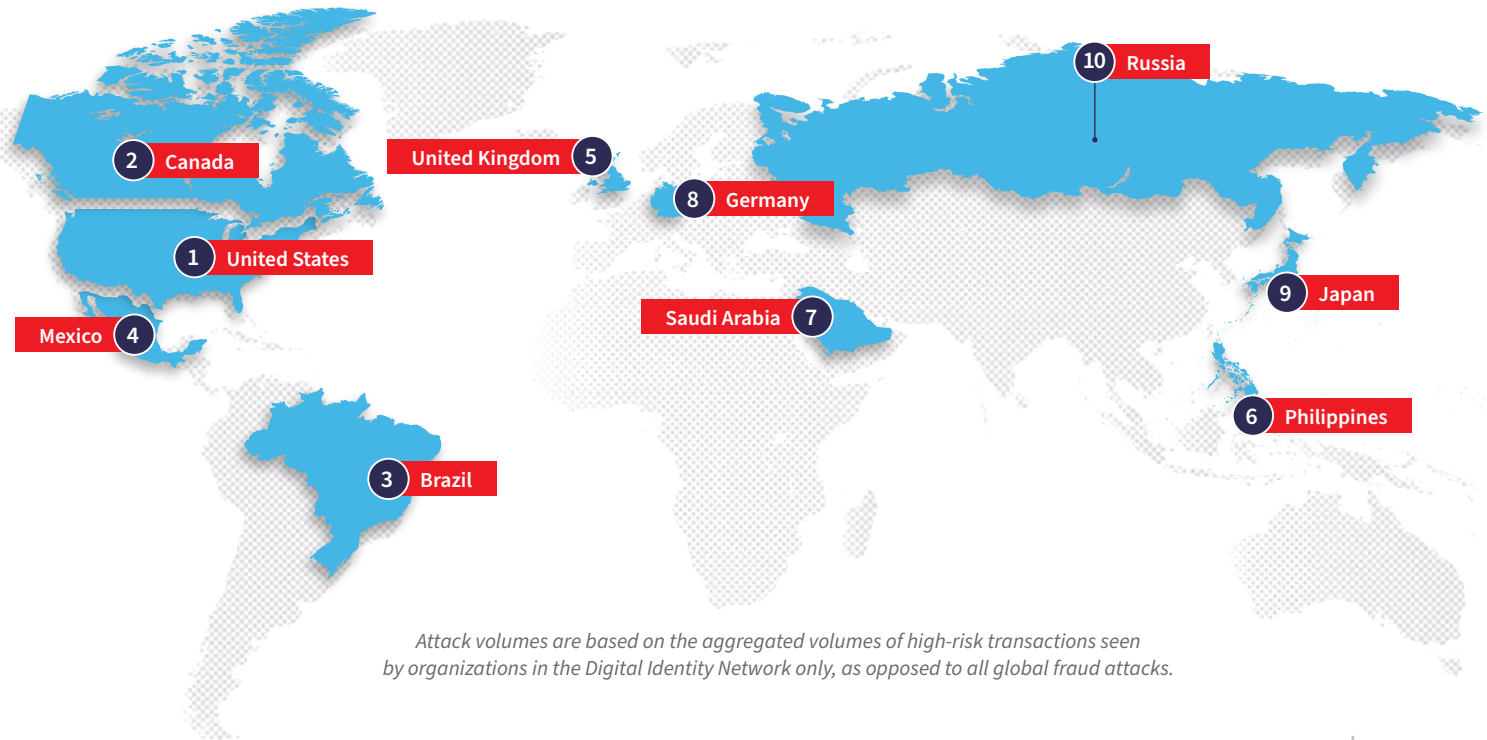 10 Russia
2 Canada
United Kingdom 5
8 Germany
1 United States
9 Japan
Saudi Arabia 7
Mexico 4
6 Philippines
3 Brazil
Attack volumes are based on the aggregated volumes of high-risk transactions seen
by organizations in the Digital Identity Network only, as opposed to all global fraud attacks.